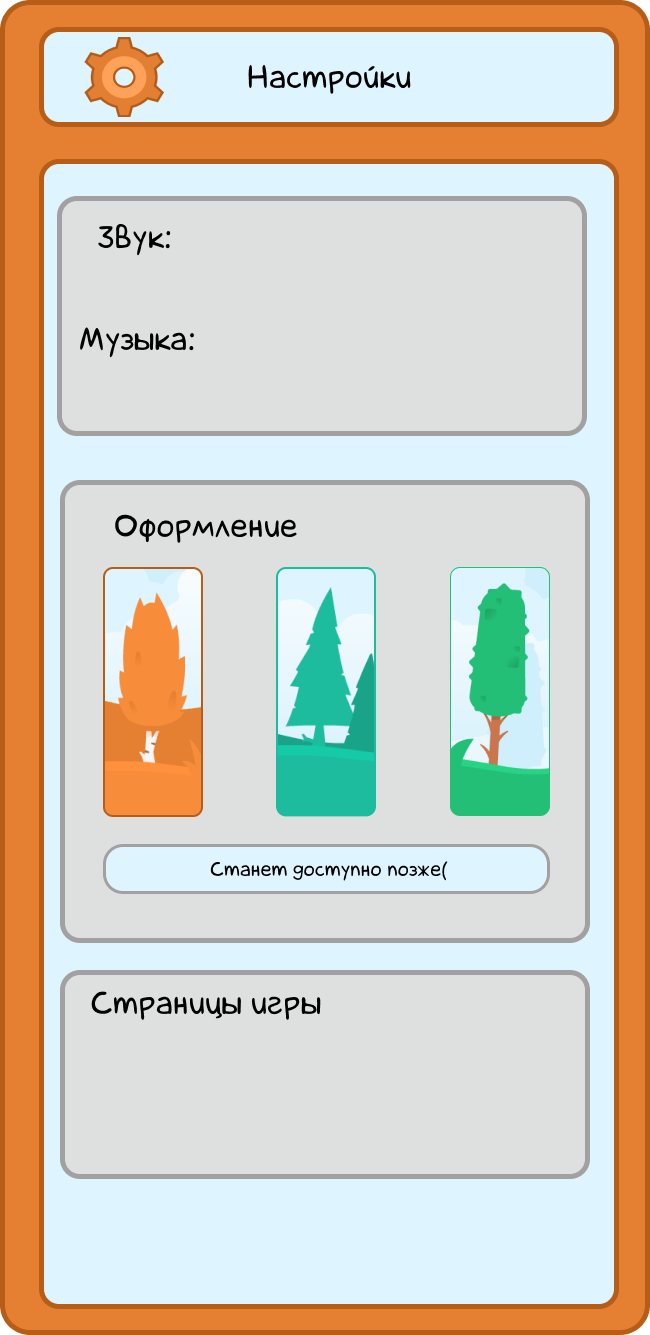 Настройки
Звук:
Музыка:
Оформление
Станет доступно позже(
Страницы игры